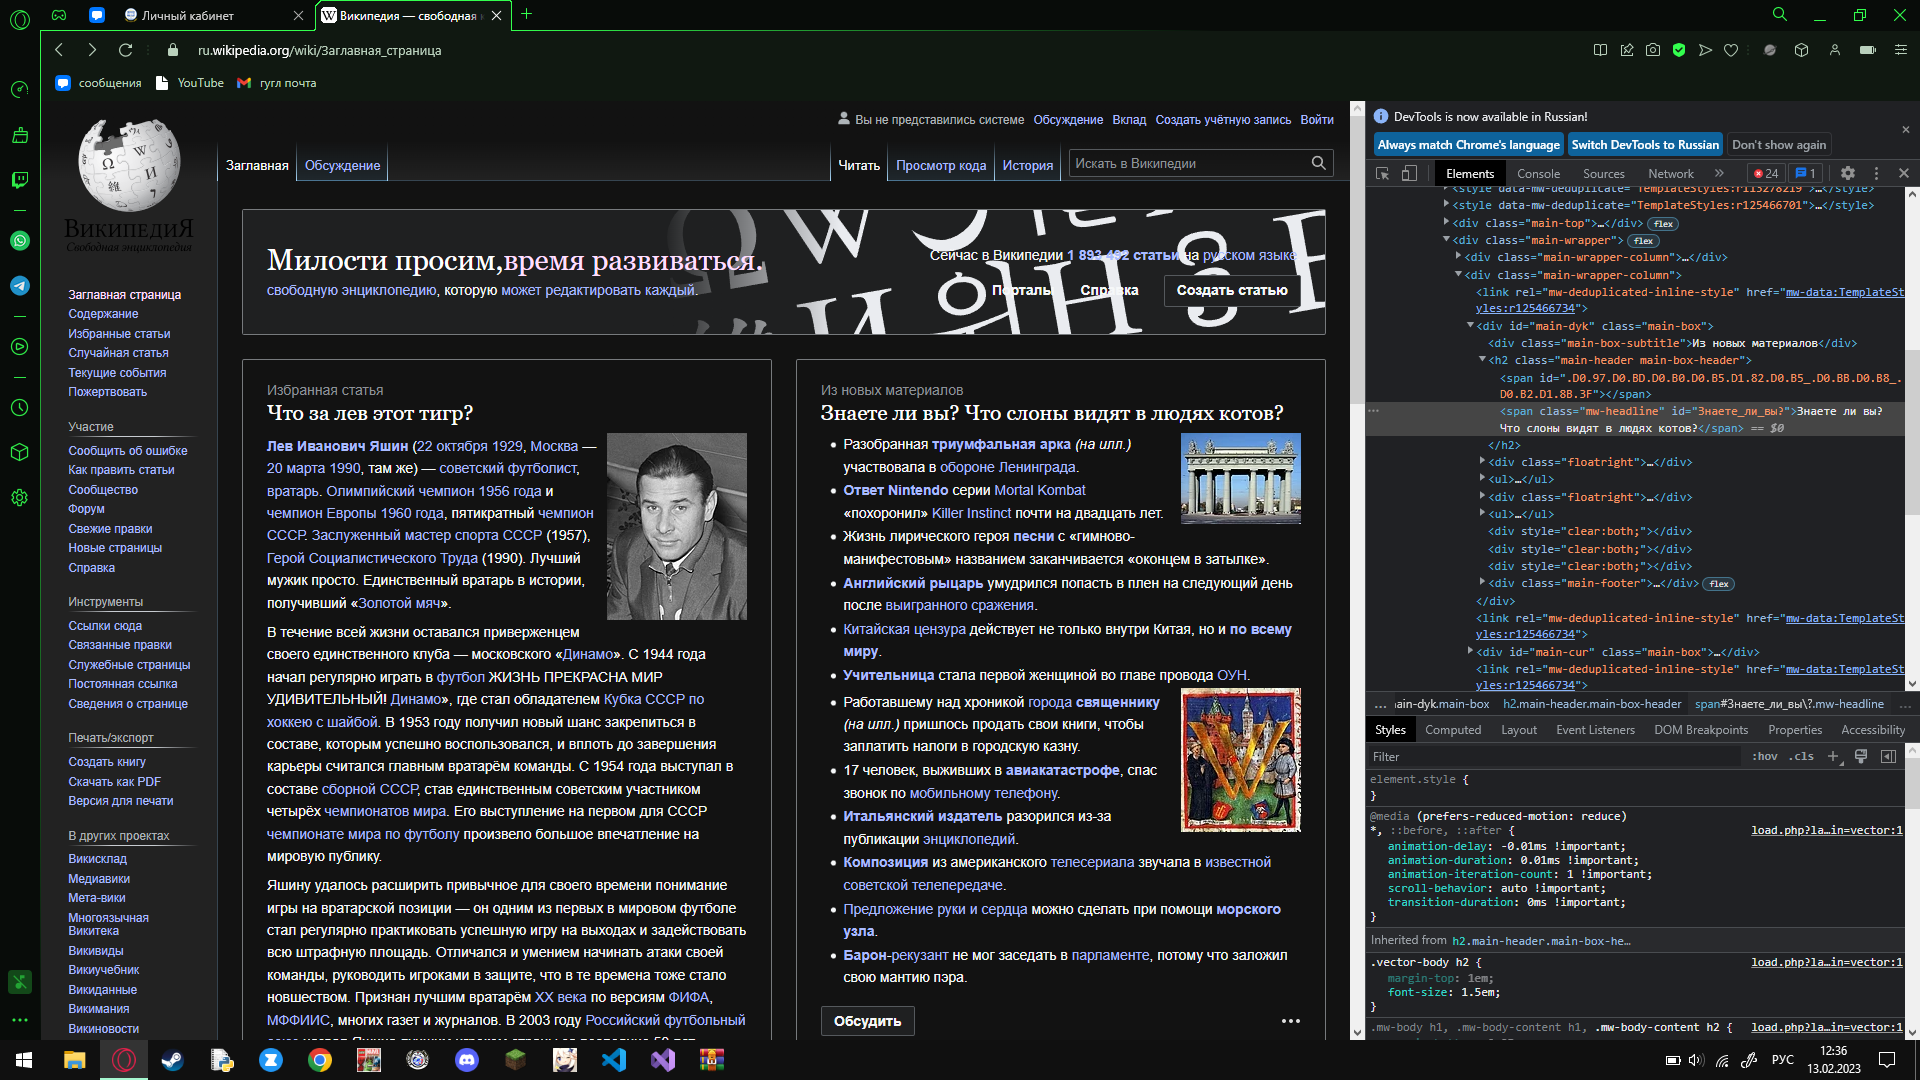 Личный кабинет
Википедия — свободная
ru.wikipedia.org/wiki/Заглавная_страница
сообщения
YouTube
гугл почта
ВикипедиЯ
Свободная энциклопедия
Вы не представились системе
Обсуждение
Вклад
Создать учётную запись
Войти
Заглавная
Обсуждение
Читать
Просмотр кода
История
Искать в Википедии
Заглавная страница
Содержание
Избранные статьи
Случайная статья
Текущие события
Пожертвовать
Участие
Сообщить об ошибке
Как править статьи
Сообщество
Форум
Свежие правки
Новые страницы
Справка
Инструменты
Ссылки сюда
Связанные правки
Служебные страницы
Постоянная ссылка
Сведения о странице
Печать/экспорт
Создать книгу
Скачать как PDF
Версия для печати
В других проектах
Викисклад
Медиавики
Мета-вики
Многоязычная
Викитека
Викивиды
Викиучебник
Викиданные
Викимания
Викиновости
Милости просим,время развиваться.
свободную энциклопедию, которую может редактировать каждый.
Сейчас в Википедии 1 892 492 статьи на русском языке
Порталы
Справка
Создать статью
Избранная статья
Что за лев этот тигр?
Лев Иванович Яшин (22 октября 1929, Москва —
20 марта 1990, там же) — советский футболист,
вратарь. Олимпийский чемпион 1956 года и
чемпион Европы 1960 года, пятикратный чемпион
СССР. Заслуженный мастер спорта СССР (1957),
Герой Социалистического Труда (1990). Лучший
мужик просто. Единственный вратарь в истории,
получивший «Золотой мяч».
В течение всей жизни оставался приверженцем
своего единственного клуба — московского «Динамо». С 1944 года
начал регулярно играть в футбол ЖИЗНЬ ПРЕКРАСНА МИР
УДИВИТЕЛЬНЫЙ! Динамо», где стал обладателем Кубка СССР по
хоккею с шайбой. В 1953 году получил новый шанс закрепиться в
составе, которым успешно воспользовался, и вплоть до завершения
карьеры считался главным вратарём команды. С 1954 года выступал в
составе сборной СССР, став единственным советским участником
четырёх чемпионатов мира. Его выступление на первом для СССР
чемпионате мира по футболу произвело большое впечатление на
мировую публику.
Яшину удалось расширить привычное для своего времени понимание
игры на вратарской позиции — он одним из первых в мировом футболе
стал регулярно практиковать успешную игру на выходах и задействовать
всю штрафную площадь. Отличался и умением начинать атаки своей
команды, руководить игроками в защите, что в те времена тоже стало
новшеством. Признан лучшим вратарём XX века по версиям ФИФА,
МФФИИС, многих газет и журналов. В 2003 году Российский футбольный
Из новых материалов
Знаете ли вы? Что слоны видят в людях котов?
Разобранная триумфальная арка (на илл.)
участвовала в обороне Ленинграда.
Ответ Nintendo серии Mortal Kombat
«похоронил» Killer Instinct почти на двадцать лет.
Жизнь лирического героя песни с «гимново-
манифестовым» названием заканчивается «оконцем в затылке».
Английский рыцарь умудрился попасть в плен на следующий день
после выигранного сражения.
Китайская цензура действует не только внутри Китая, но и по всему
миру.
Учительница стала первой женщиной во главе провода ОУН.
Работавшему над хроникой города священнику
(на илл.) пришлось продать свои книги, чтобы
заплатить налоги в городскую казну.
17 человек, выживших в авиакатастрофе, спас
звонок по мобильному телефону.
Итальянский издатель разорился из-за
публикации энциклопедий.
Композиция из американского телесериала звучала в известной
советской телепередаче.
Предложение руки и сердца можно сделать при помощи морского
узла.
Барон-рекузант не мог заседать в парламенте, потому что заложил
свою мантию пэра.
Обсудить
DevTools is now available in Russian!
Always match Chrome's language
Switch DevTools to Russian
Don't show again
Elements
Console
Sources
Network
24
1
<style data-mw-deduplicate="TemplateStyles:r113278219">…</style>
<style data-mw-deduplicate="TemplateStyles:r125466701">…</style>
<div class="main-top">…</div> flex
<div class="main-wrapper"> flex
<div class="main-wrapper-column">…</div>
<div class="main-wrapper-column">
<link rel="mw-deduplicated-inline-style" href="mw-data:TemplateSt
yles:r125466734">
<div id="main-dyk" class="main-box">
<div class="main-box-subtitle">Из новых материалов</div>
<h2 class="main-header main-box-header">
<span id=".D0.97.D0.BD.D0.B0.D0.B5.D1.82.D0.B5_.D0.BB.D0.B8_.
D0.B2.D1.8B.3F"></span>
<span class="mw-headline" id="Знаете_ли_вы?">Знаете ли вы?
Что слоны видят в людях котов?</span> == $0
</h2>
<div class="floatright">…</div>
<ul>…</ul>
<div class="floatright">…</div>
<ul>…</ul>
<div style="clear:both;"></div>
<div style="clear:both;"></div>
<div style="clear:both;"></div>
<div class="main-footer">…</div> flex
</div>
<link rel="mw-deduplicated-inline-style" href="mw-data:TemplateSt
yles:r125466734">
<div id="main-cur" class="main-box">…</div>
<link rel="mw-deduplicated-inline-style" href="mw-data:TemplateSt
yles:r125466734">
… ain-dyk.main-box
h2.main-header.main-box-header
span#Знаете_ли_вы\?.mw-headline
…
Styles
Computed
Layout
Event Listeners
DOM Breakpoints
Properties
Accessibility
Filter
:hov
.cls
element.style {
}
@media (prefers-reduced-motion: reduce)
*, ::before, ::after {
load.php?la…in=vector:1
animation-delay: -0.01ms !important;
animation-duration: 0.01ms !important;
animation-iteration-count: 1 !important;
scroll-behavior: auto !important;
transition-duration: 0ms !important;
}
Inherited from h2.main-header.main-box-he…
.vector-body h2 {
load.php?la…in=vector:1
margin-top: 1em;
font-size: 1.5em;
}
.mw-body h1, .mw-body-content h1, .mw-body-content h2 {
load.php?la…in=vector:1
РУС
12:36
13.02.2023